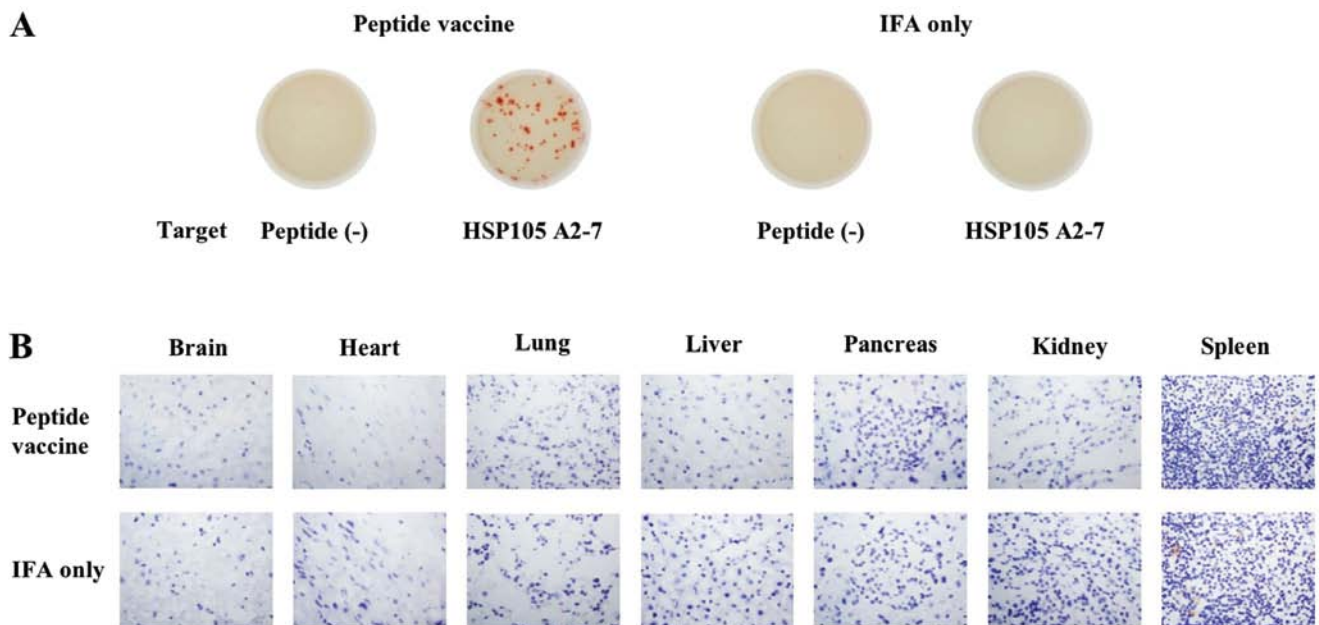 A
Peptide vaccine
IFA only
Target
Peptide (-)
HSP105 A2-7
Peptide (-)
HSP105 A2-7
B
Brain
Heart
Lung
Liver
Pancreas
Kidney
Spleen
Peptide
vaccine
IFA only